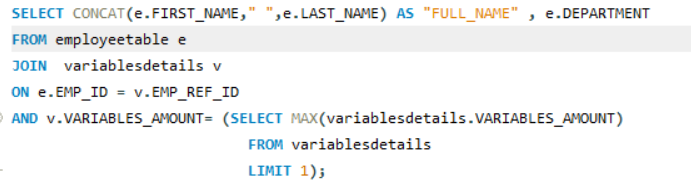 SELECT CONCAT(e.FIRST_NAME," ",e.LAST_NAME) AS "FULL_NAME" , e.DEPARTMENT
FROM employeetable e
JOIN  variablesdetails v
ON e.EMP_ID = v.EMP_REF_ID
AND v.VARIABLES_AMOUNT= (SELECT MAX(variablesdetails.VARIABLES_AMOUNT)
FROM variablesdetails
LIMIT 1);